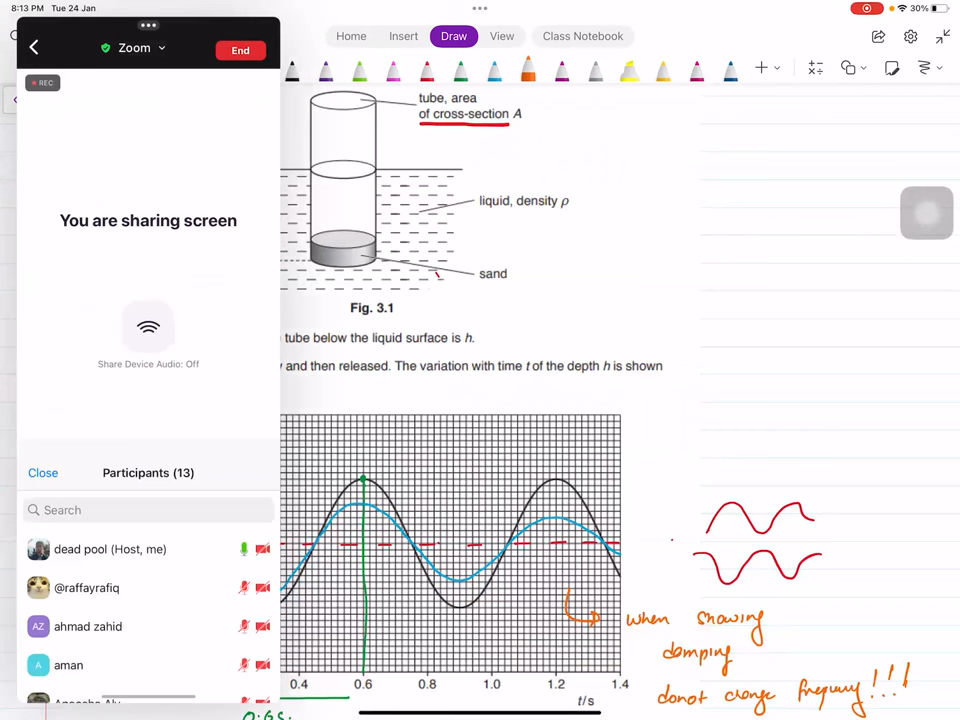 8:13 PM Tue 24 Jan
30%
Zoom
End
REC
Home
Insert
Draw
View
Class Notebook
tube, area
of cross-section A
You are sharing screen
liquid, density ρ
sand
Fig. 3.1
tube below the liquid surface is h.
Share Device Audio: Off
and then released. The variation with time t of the depth h is shown
Close
Participants (13)
Search
dead pool (Host, me)
@raffayrafiq
AZ
ahmad zahid
A
aman
0.4
0.6
0.8
1.0
1.2
1.4
t/s
0.6s.
when showing
damping
donot change frequency!!!